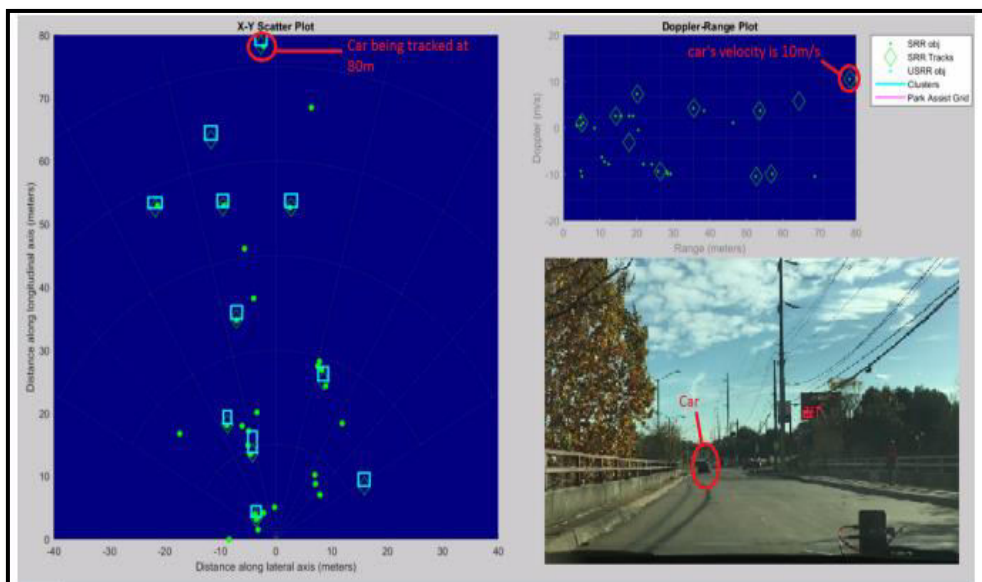 X-Y Scatter Plot
Car being tracked at
80m
80
70
60
50
40
30
20
10
0
-40
-30
-20
-10
0
10
20
30
40
Distance along longitudinal axis (meters)
Distance along lateral axis (meters)
Doppler-Range Plot
car's velocity is 10m/s
20
10
0
-10
-20
0
10
20
30
40
50
60
70
80
Doppler (m/s)
Range (meters)
SRR obj
SRR Tracks
USRR obj
Clusters
Park Assist Grid
Car